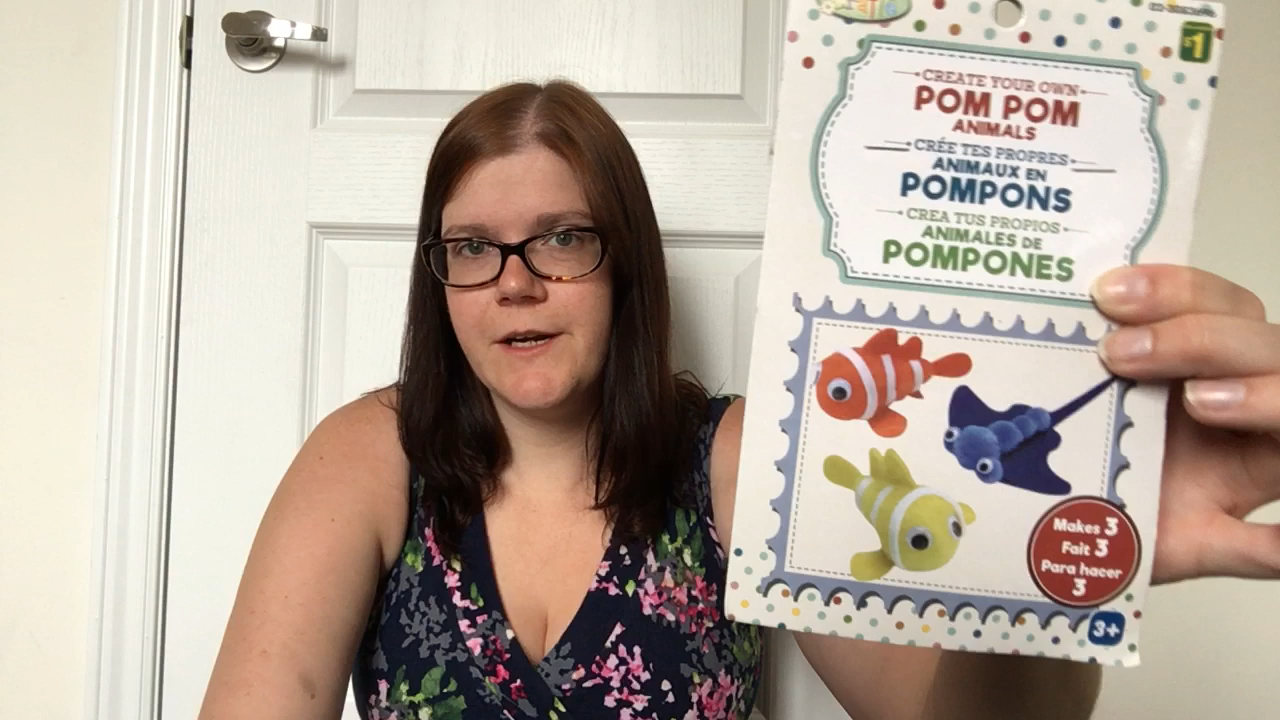 $1
CREATE YOUR OWN
POM POM
ANIMALS
CRÉE TES PROPRES
ANIMAUX EN
POMPONS
CREA TUS PROPIOS
ANIMALES DE
POMPONES
Makes 3
Fait 3
Para hacer
3
3+